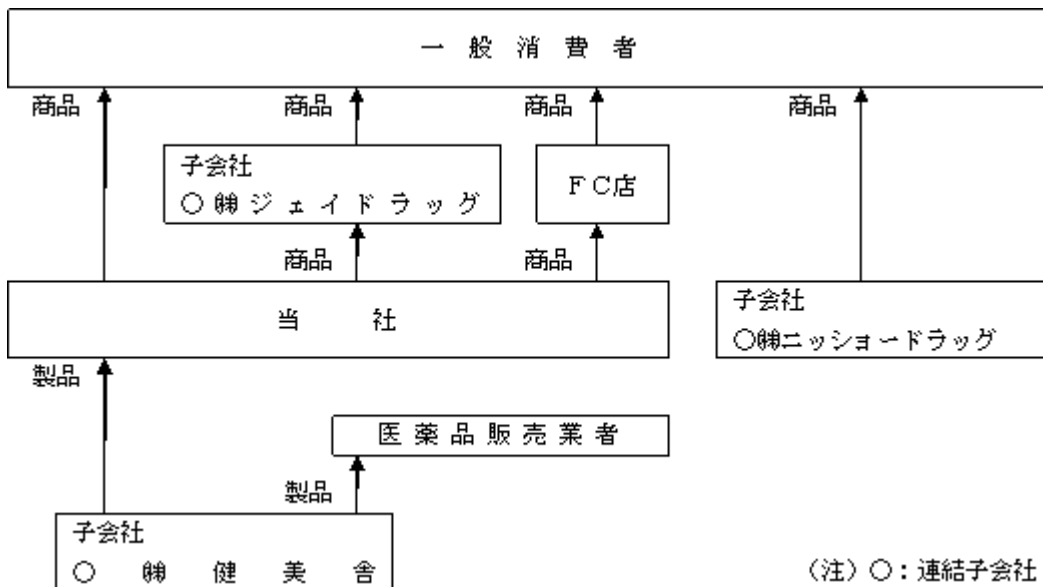 一般消費者
商品 商品 商品 商品
子会社
○㈱ジェイドラッグ
FC店
商品 商品
当社
子会社
○㈱ニッショードラッグ
製品
医薬品販売業者
製品
子会社
○㈱健美舎
(注)○:連結子会社